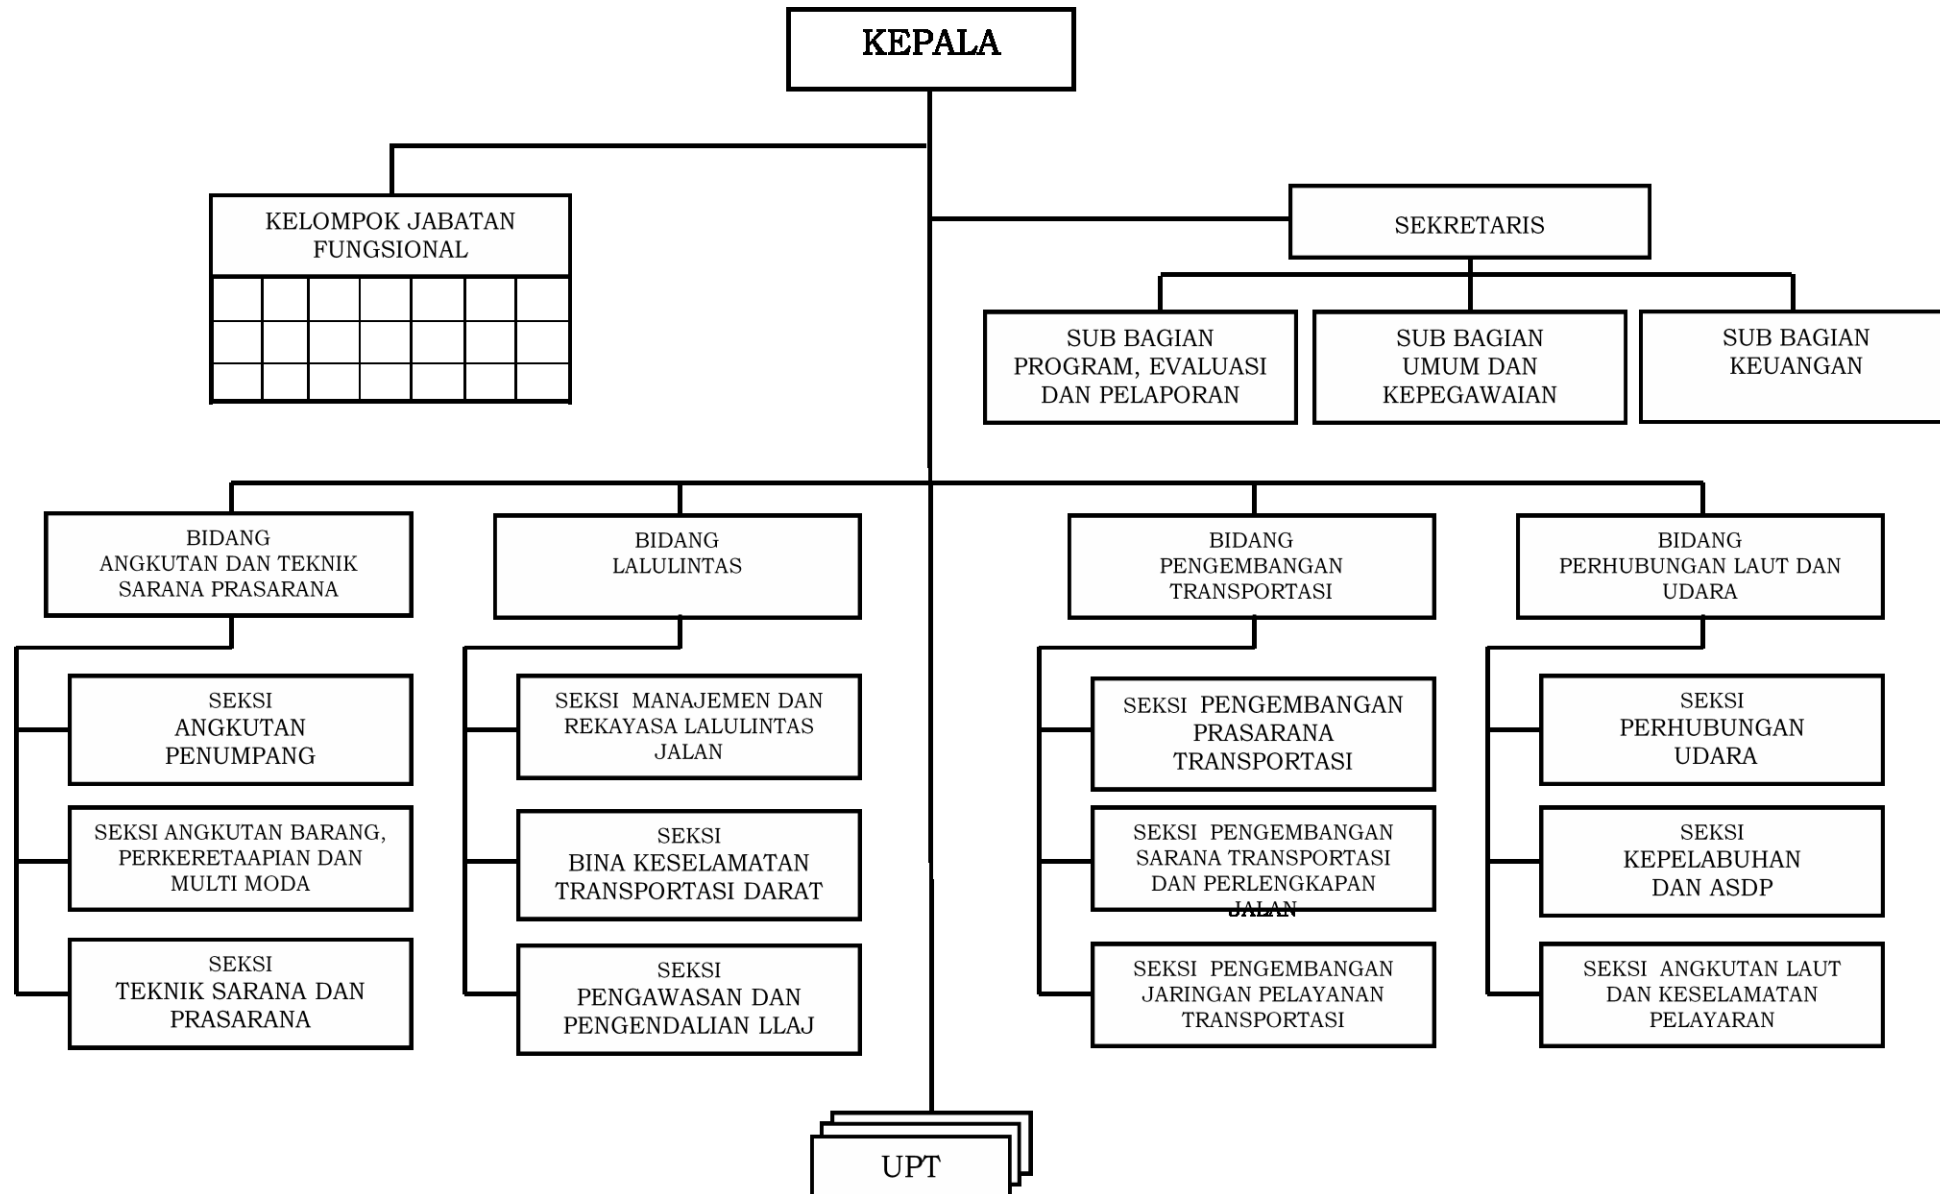 KEPALA
KELOMPOK JABATAN
FUNGSIONAL
SEKRETARIS
SUB BAGIAN
PROGRAM, EVALUASI
DAN PELAPORAN
SUB BAGIAN
UMUM DAN
KEPEGAWAIAN
SUB BAGIAN
KEUANGAN
BIDANG
ANGKUTAN DAN TEKNIK
SARANA PRASARANA
BIDANG
LALULINTAS
BIDANG
PENGEMBANGAN
TRANSPORTASI
BIDANG
PERHUBUNGAN LAUT DAN
UDARA
SEKSI
ANGKUTAN
PENUMPANG
SEKSI ANGKUTAN BARANG,
PERKERETAAPIAN DAN
MULTI MODA
SEKSI
TEKNIK SARANA DAN
PRASARANA
SEKSI MANAJEMEN DAN
REKAYASA LALULINTAS
JALAN
SEKSI
BINA KESELAMATAN
TRANSPORTASI DARAT
SEKSI
PENGAWASAN DAN
PENGENDALIAN LLAJ
SEKSI PENGEMBANGAN
PRASARANA
TRANSPORTASI
SEKSI PENGEMBANGAN
SARANA TRANSPORTASI
DAN PERLENGKAPAN
JALAN
SEKSI PENGEMBANGAN
JARINGAN PELAYANAN
TRANSPORTASI
SEKSI
PERHUBUNGAN
UDARA
SEKSI
KEPELABUHAN
DAN ASDP
SEKSI ANGKUTAN LAUT
DAN KESELAMATAN
PELAYARAN
UPT